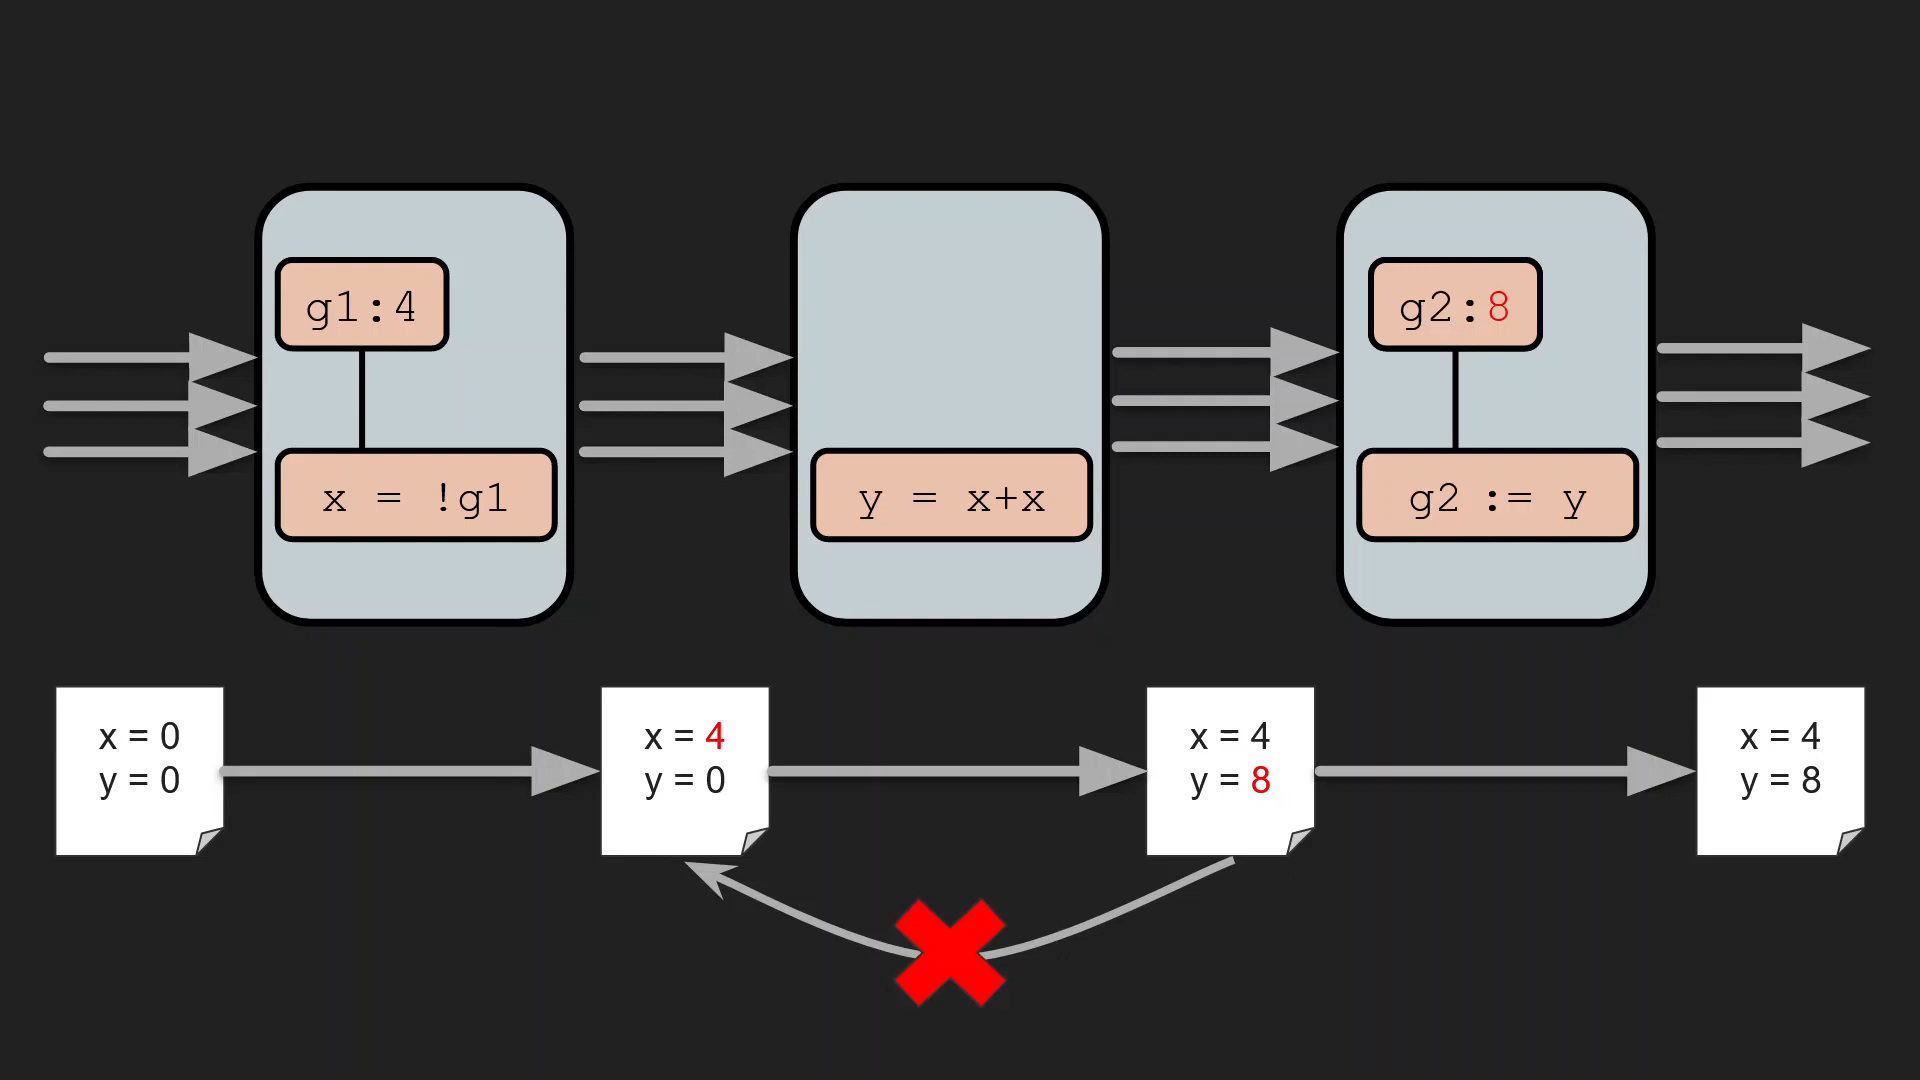 g1:4
x = !g1
y = x+x
g2:8
g2 := y
x = 0
y = 0
x = 4
y = 0
x = 4
y = 8
x = 4
y = 8